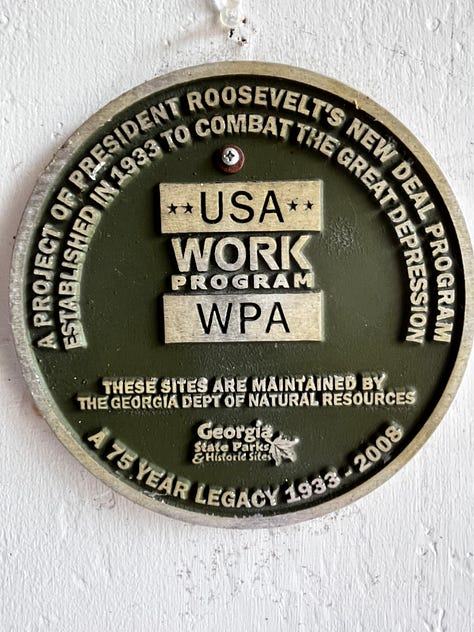 A PROJECT OF PRESIDENT ROOSEVELT'S NEW DEAL PROGRAM
ESTABLISHED IN 1933 TO COMBAT THE GREAT DEPRESSION
★★USA★★
WORK
PROGRAM
WPA
THESE SITES ARE MAINTAINED BY
THE GEORGIA DEPT OF NATURAL RESOURCES
Georgia
State Parks
& Historic Sites
A 75 YEAR LEGACY 1933 - 2008